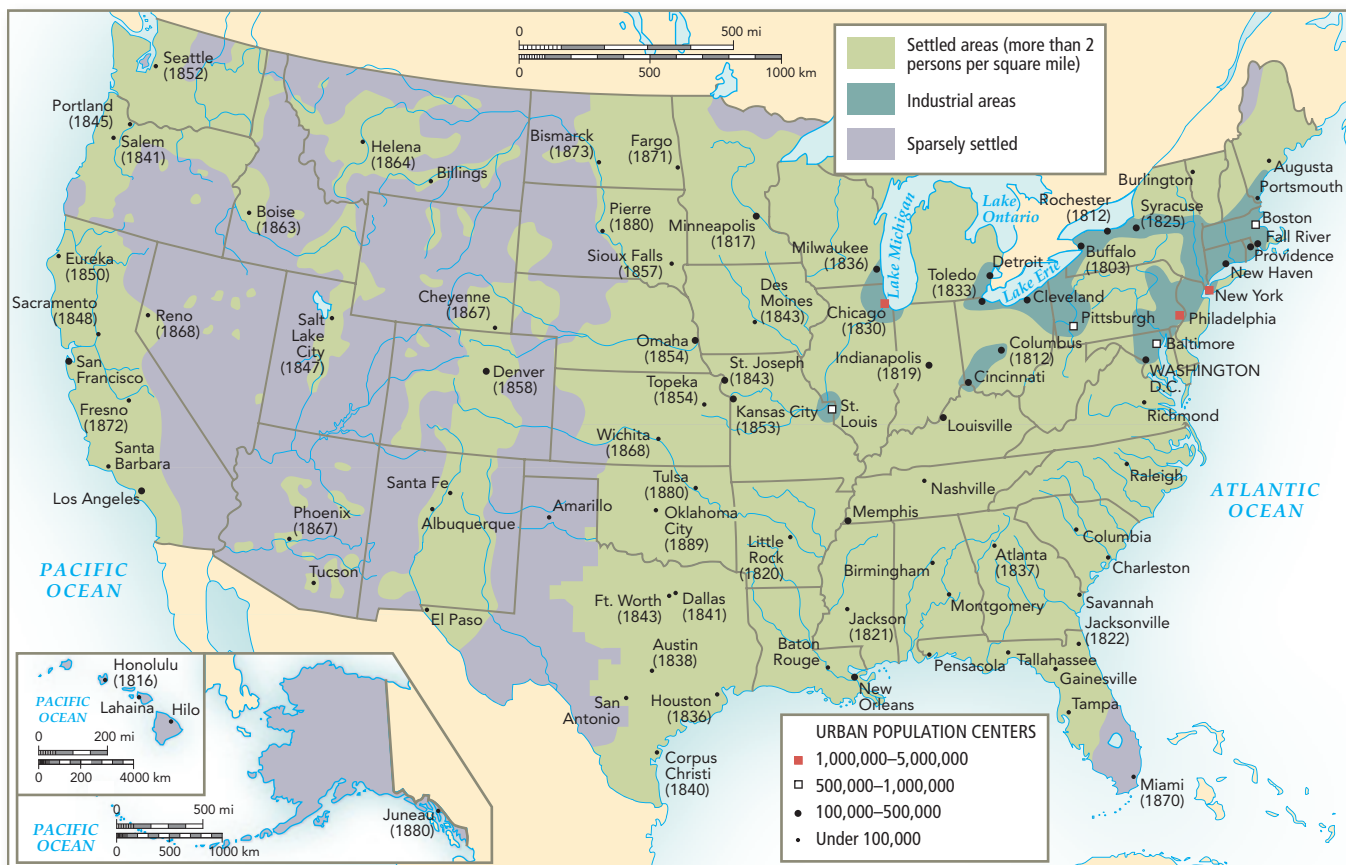 0 500 mi
0 500 1000 km
Settled areas (more than 2
persons per square mile)
Industrial areas
Sparsely settled
Seattle
(1852)
Portland
(1845)
Salem
(1841)
Helena
(1864)
Billings
Bismarck
(1873)
Fargo
(1871)
Boise
(1863)
Pierre
(1880)
Minneapolis
(1817)
Sioux Falls
(1857)
Milwaukee
(1836)
Lake Michigan
Lake
Ontario
Rochester
(1812)
Burlington
Syracuse
(1825)
Augusta
Portsmouth
Boston
Fall River
Providence
New Haven
Buffalo
(1803)
Detroit
Toledo
(1833)
Lake Erie
Cleveland
New York
Pittsburgh
Philadelphia
Baltimore
WASHINGTON
D.C.
Richmond
Eureka
(1850)
Sacramento
(1848)
Reno
(1868)
Salt
Lake
City
(1847)
Cheyenne
(1867)
Des
Moines
(1843)
Chicago
(1830)
Omaha
(1854)
St. Joseph
(1843)
Indianapolis
(1819)
Columbus
(1812)
Cincinnati
San
Francisco
Denver
(1858)
Topeka
(1854)
Kansas City
(1853)
St.
Louis
Louisville
Fresno
(1872)
Santa
Barbara
Los Angeles
Wichita
(1868)
Tulsa
(1880)
Santa Fe
Albuquerque
Amarillo
Oklahoma
City
(1889)
Phoenix
(1867)
Tucson
El Paso
Nashville
Memphis
Raleigh
ATLANTIC
OCEAN
Little
Rock
(1820)
Birmingham
Atlanta
(1837)
Columbia
Charleston
PACIFIC
OCEAN
Ft. Worth
(1843)
Dallas
(1841)
Jackson
(1821)
Montgomery
Savannah
Jacksonville
(1822)
Austin
(1838)
Baton
Rouge
Pensacola
Tallahassee
Gainesville
Tampa
San
Antonio
Houston
(1836)
New
Orleans
Corpus
Christi
(1840)
Miami
(1870)
Honolulu
(1816)
Lahaina
Hilo
PACIFIC
OCEAN
0 200 mi
0 200 4000 km
Juneau
(1880)
PACIFIC
OCEAN
0 500 mi
0 500 1000 km
URBAN POPULATION CENTERS
1,000,000–5,000,000
500,000–1,000,000
100,000–500,000
Under 100,000